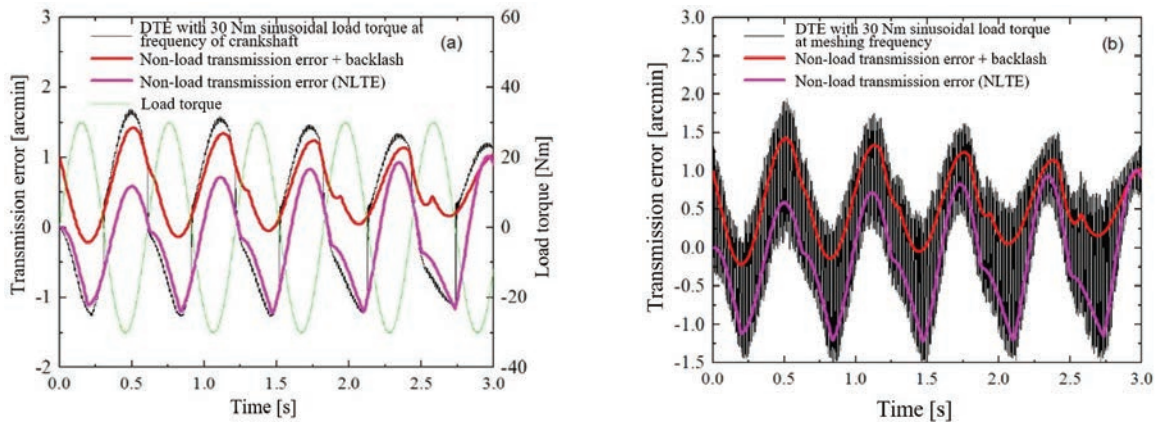 DTE with 30 Nm sinusoidal load torque at
frequency of crankshaft
Non-load transmission error + backlash
Non-load transmission error (NLTE)
Load torque
(a)
Transmission error [arcmin]
3
2
1
0
-1
-2
Load torque [Nm]
60
50
40
30
20
10
0
-10
-20
-30
-40
0.0 0.5 1.0 1.5 2.0 2.5 3.0
Time [s]
DTE with 30 Nm sinusoidal load torque
at meshing frequency
Non-load transmission error + backlash
Non-load transmission error (NLTE)
(b)
Transmission error [arcmin]
3.0
2.5
2.0
1.5
1.0
0.5
0.0
-0.5
-1.0
-1.5
0.0 0.5 1.0 1.5 2.0 2.5 3.0
Time [s]